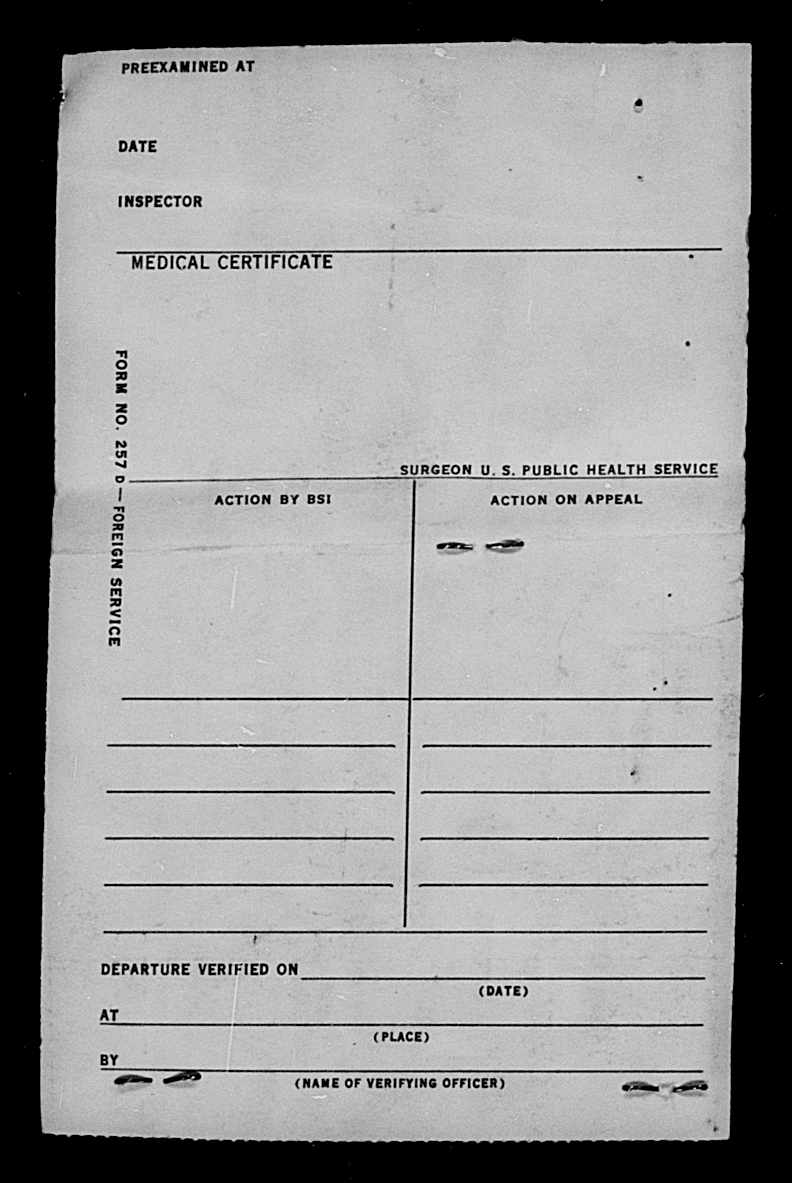 PREEXAMINED AT
DATE
INSPECTOR
MEDICAL CERTIFICATE
FORM NO. 257 D — FOREIGN SERVICE
SURGEON U. S. PUBLIC HEALTH SERVICE
ACTION BY BSI
ACTION ON APPEAL
DEPARTURE VERIFIED ON
(DATE)
AT
(PLACE)
BY
(NAME OF VERIFYING OFFICER)